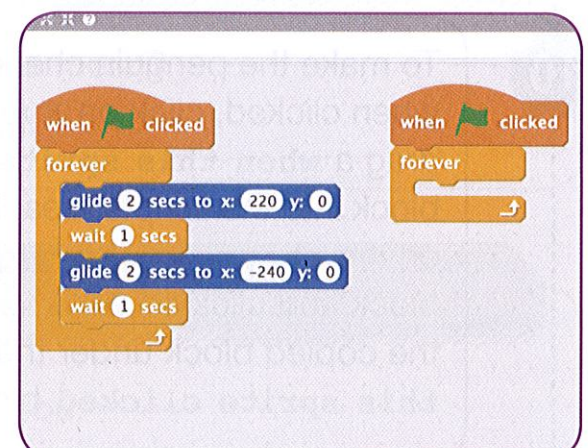 when clicked
forever
glide 2 secs to x: 220 y: 0
wait 1 secs
glide 2 secs to x: -240 y: 0
wait 1 secs
when clicked
forever